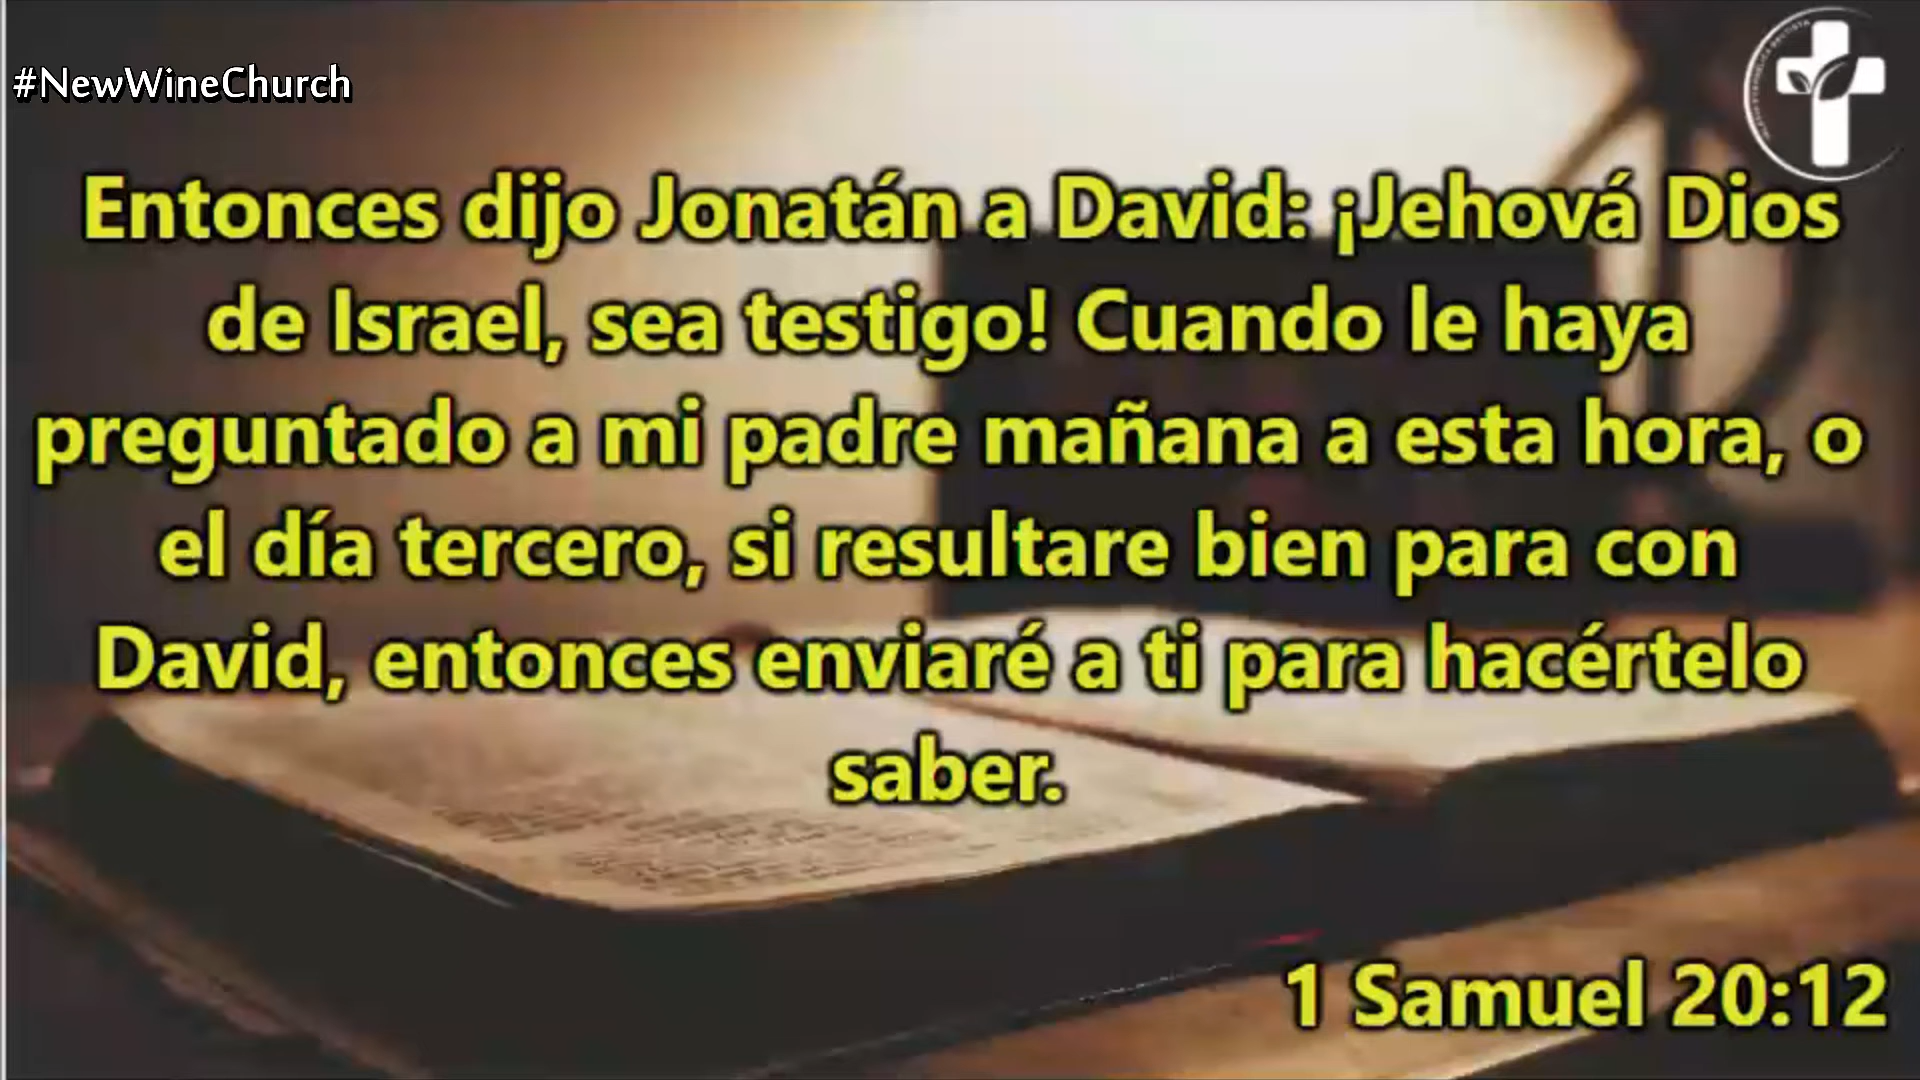 #NewWineChurch
Entonces dijo Jonatán a David: ¡Jehová Dios
de Israel, sea testigo! Cuando le haya
preguntado a mi padre mañana a esta hora, o
el día tercero, si resultare bien para con
David, entonces enviaré a ti para hacértelo
saber.
1 Samuel 20:12